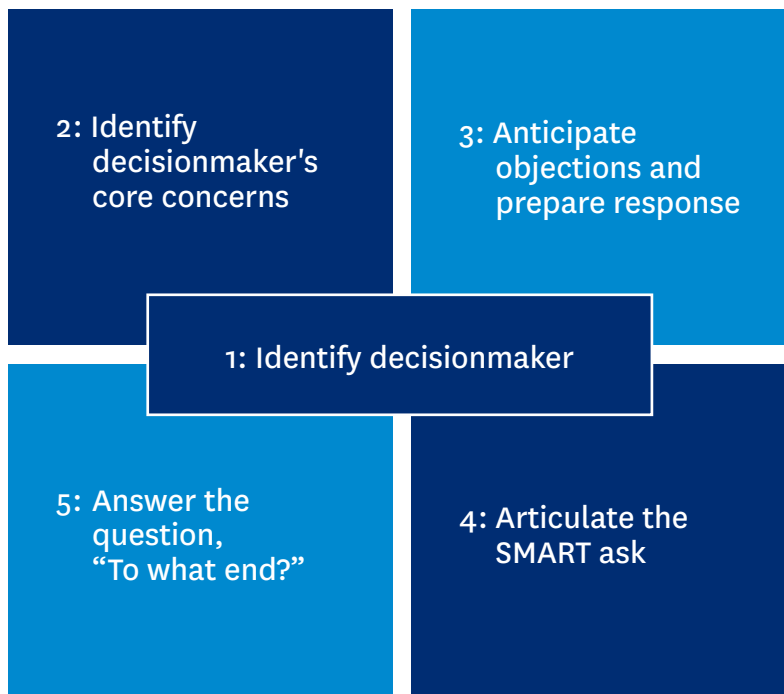 2: Identify
decisionmaker's
core concerns
3: Anticipate
objections and
prepare response
1: Identify decisionmaker
5: Answer the
question,
“To what end?”
4: Articulate the
SMART ask